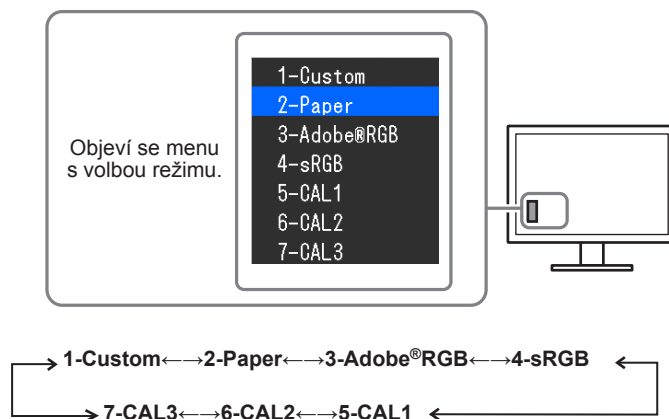 Objeví se menu
s volbou režimu.
1-Custom
2-Paper
3-Adobe®RGB
4-sRGB
5-CAL1
6-CAL2
7-CAL3
1-Custom←→2-Paper←→3-Adobe®RGB←→4-sRGB
7-CAL3←→6-CAL2←→5-CAL1